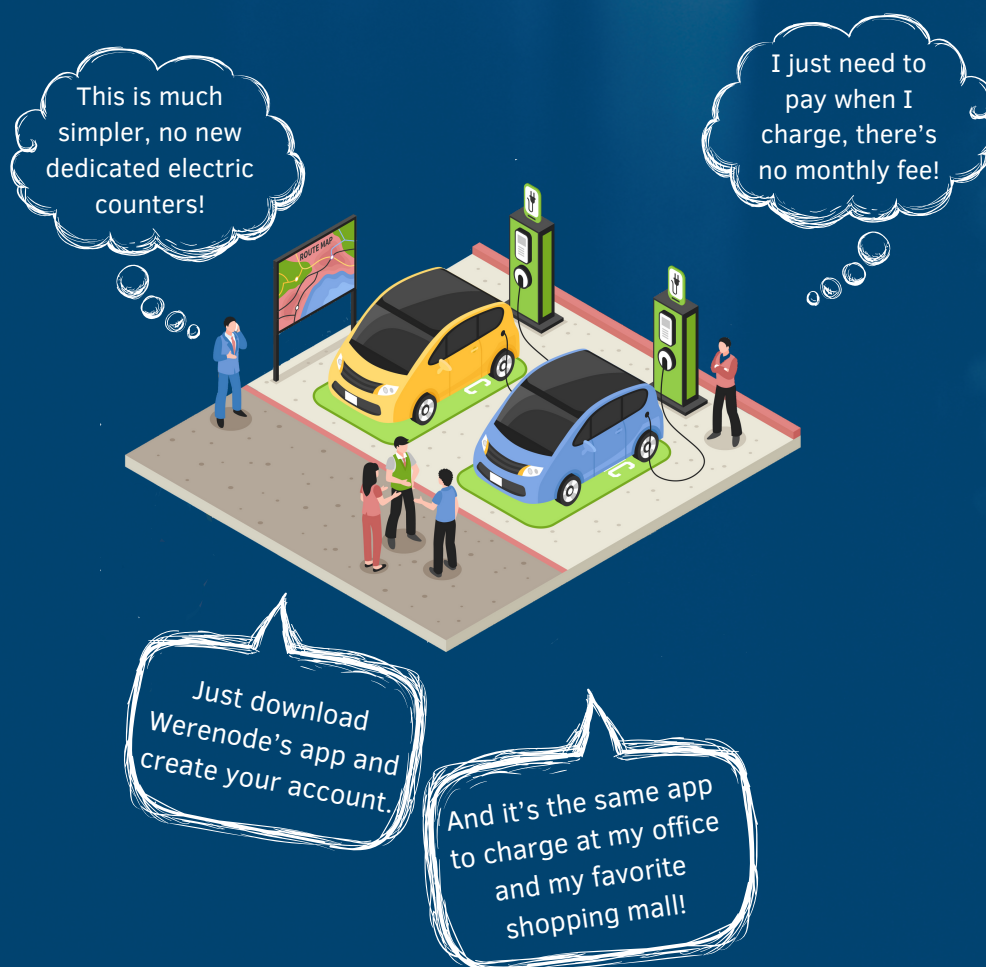 This is much
simpler, no new
dedicated electric
counters!
I just need to
pay when I
charge, there's
no monthly fee!
ROUTE MAP
Just download
Werenode's app and
create your account.
And it's the same app
to charge at my office
and my favorite
shopping mall!